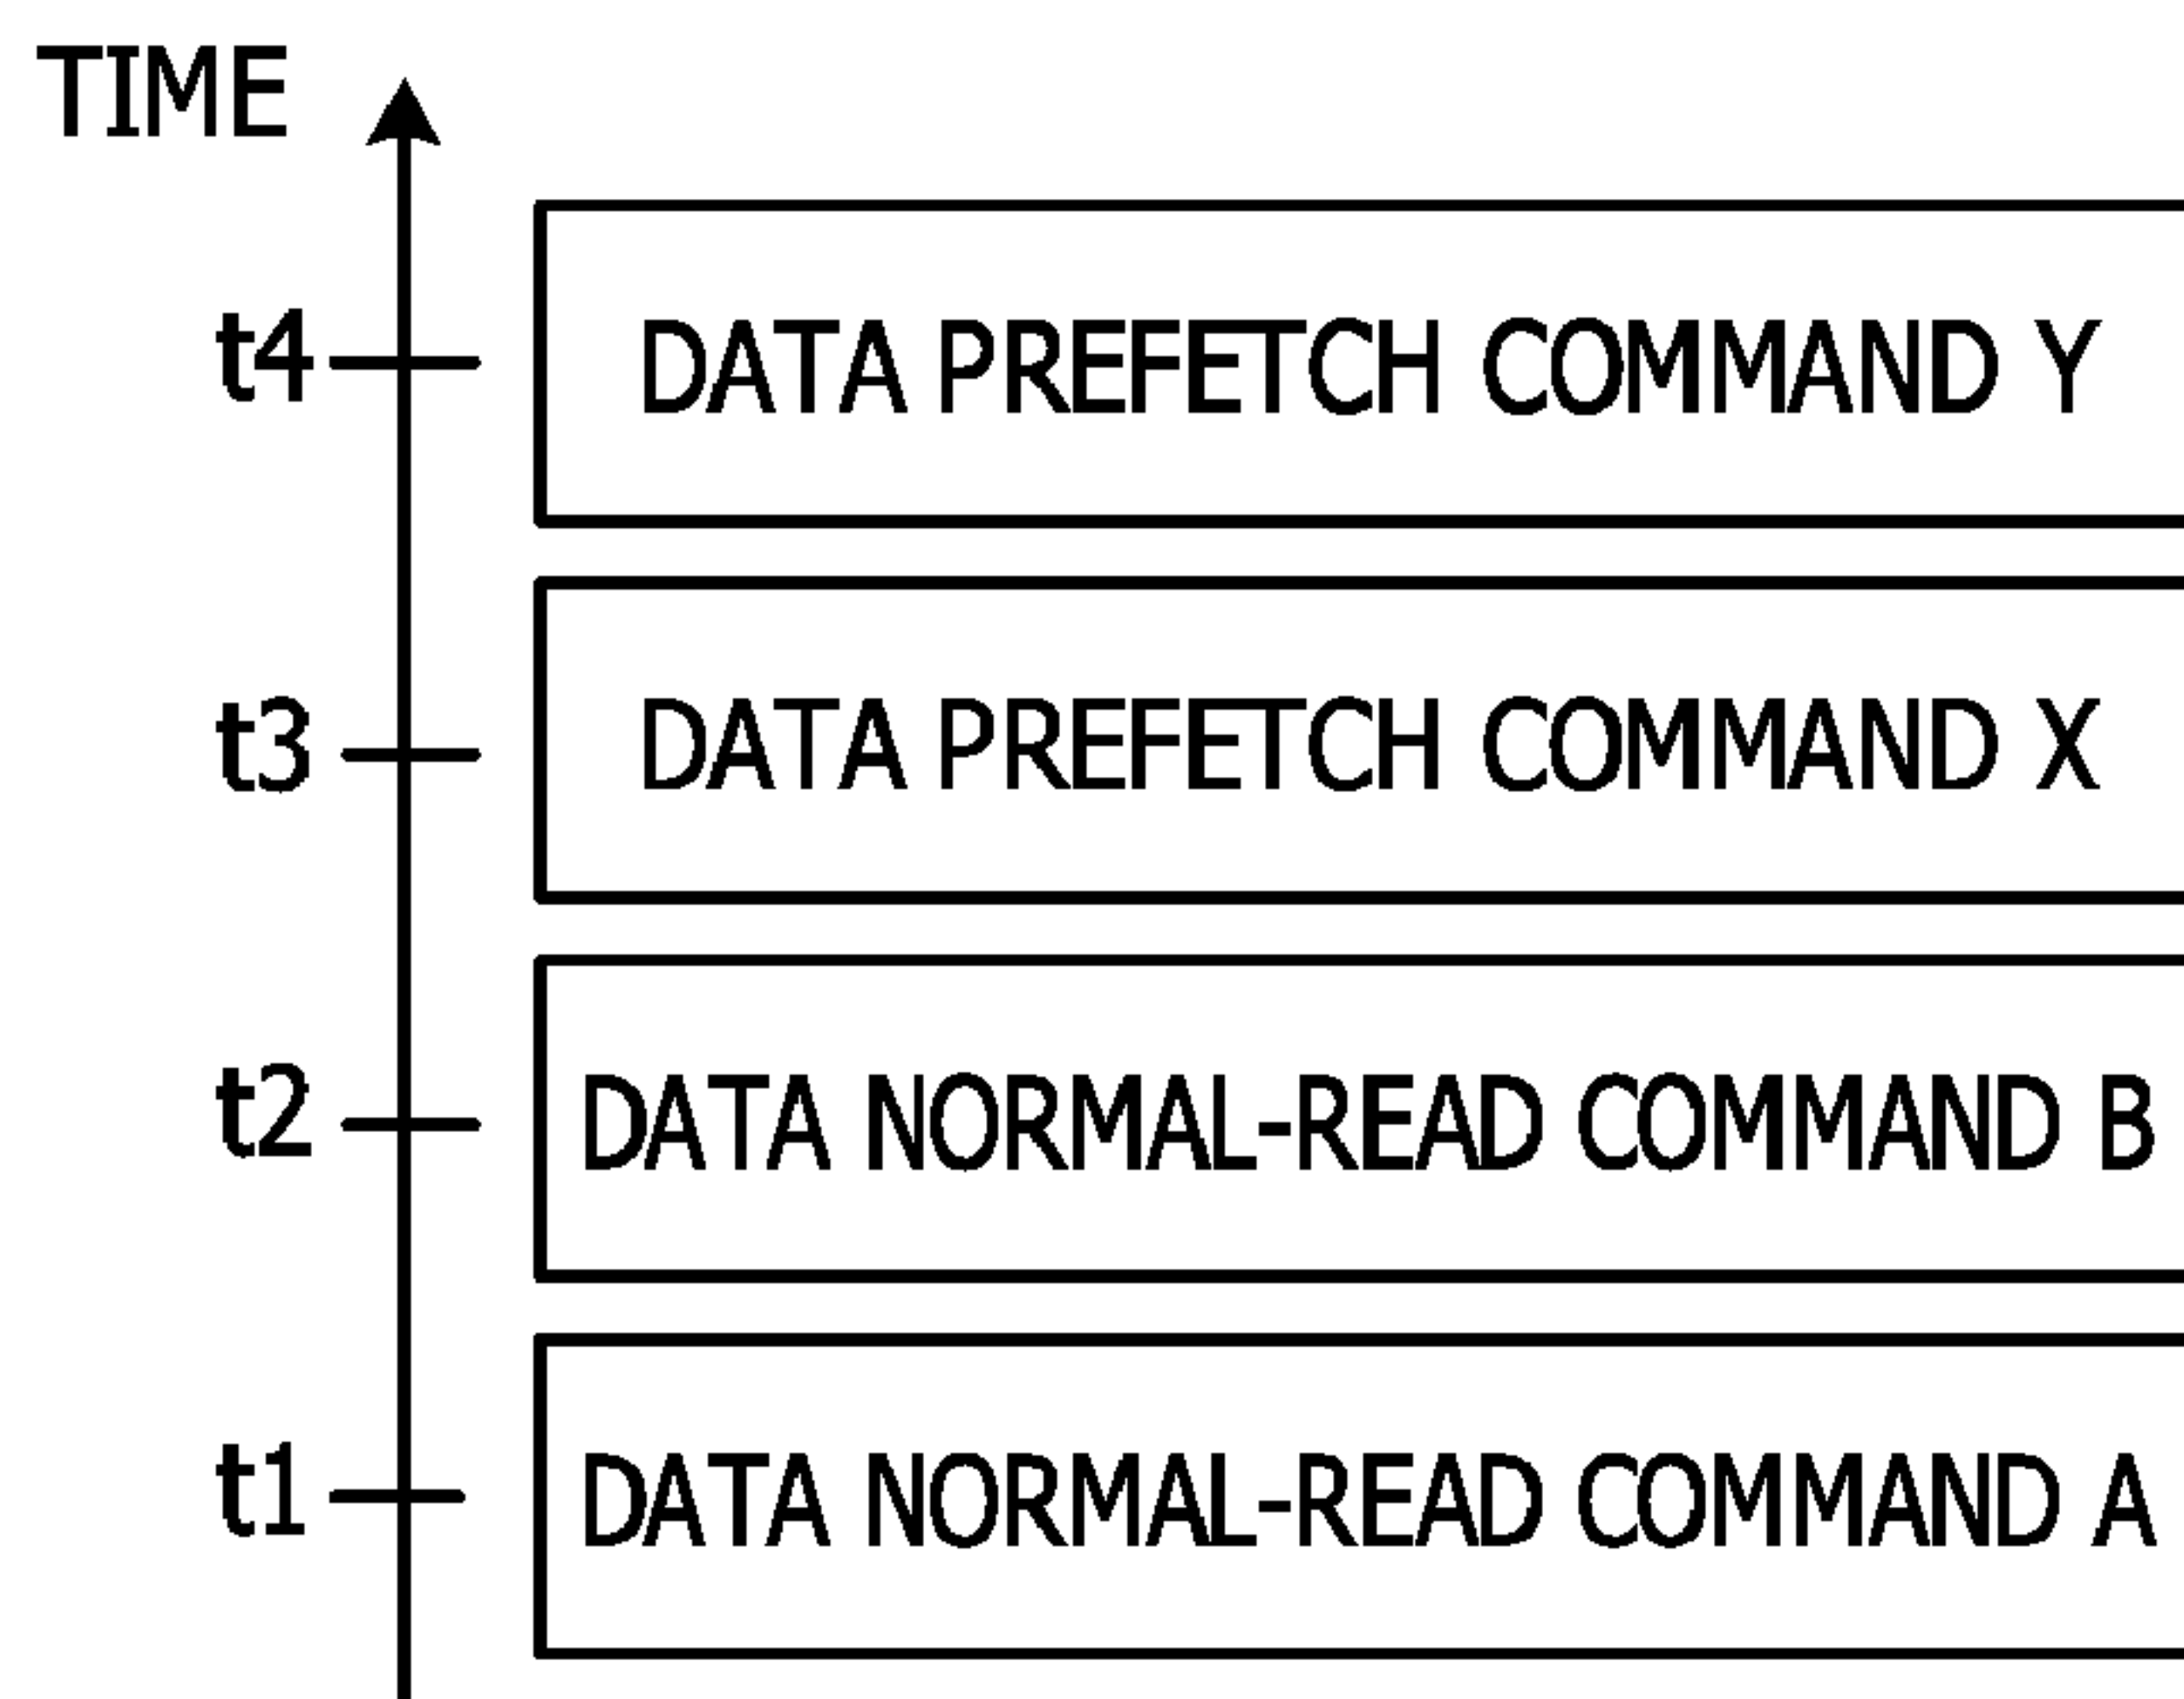 TIME
t4 DATA PREFETCH COMMAND Y
t3 DATA PREFETCH COMMAND X
t2 DATA NORMAL-READ COMMAND B
t1 DATA NORMAL-READ COMMAND A